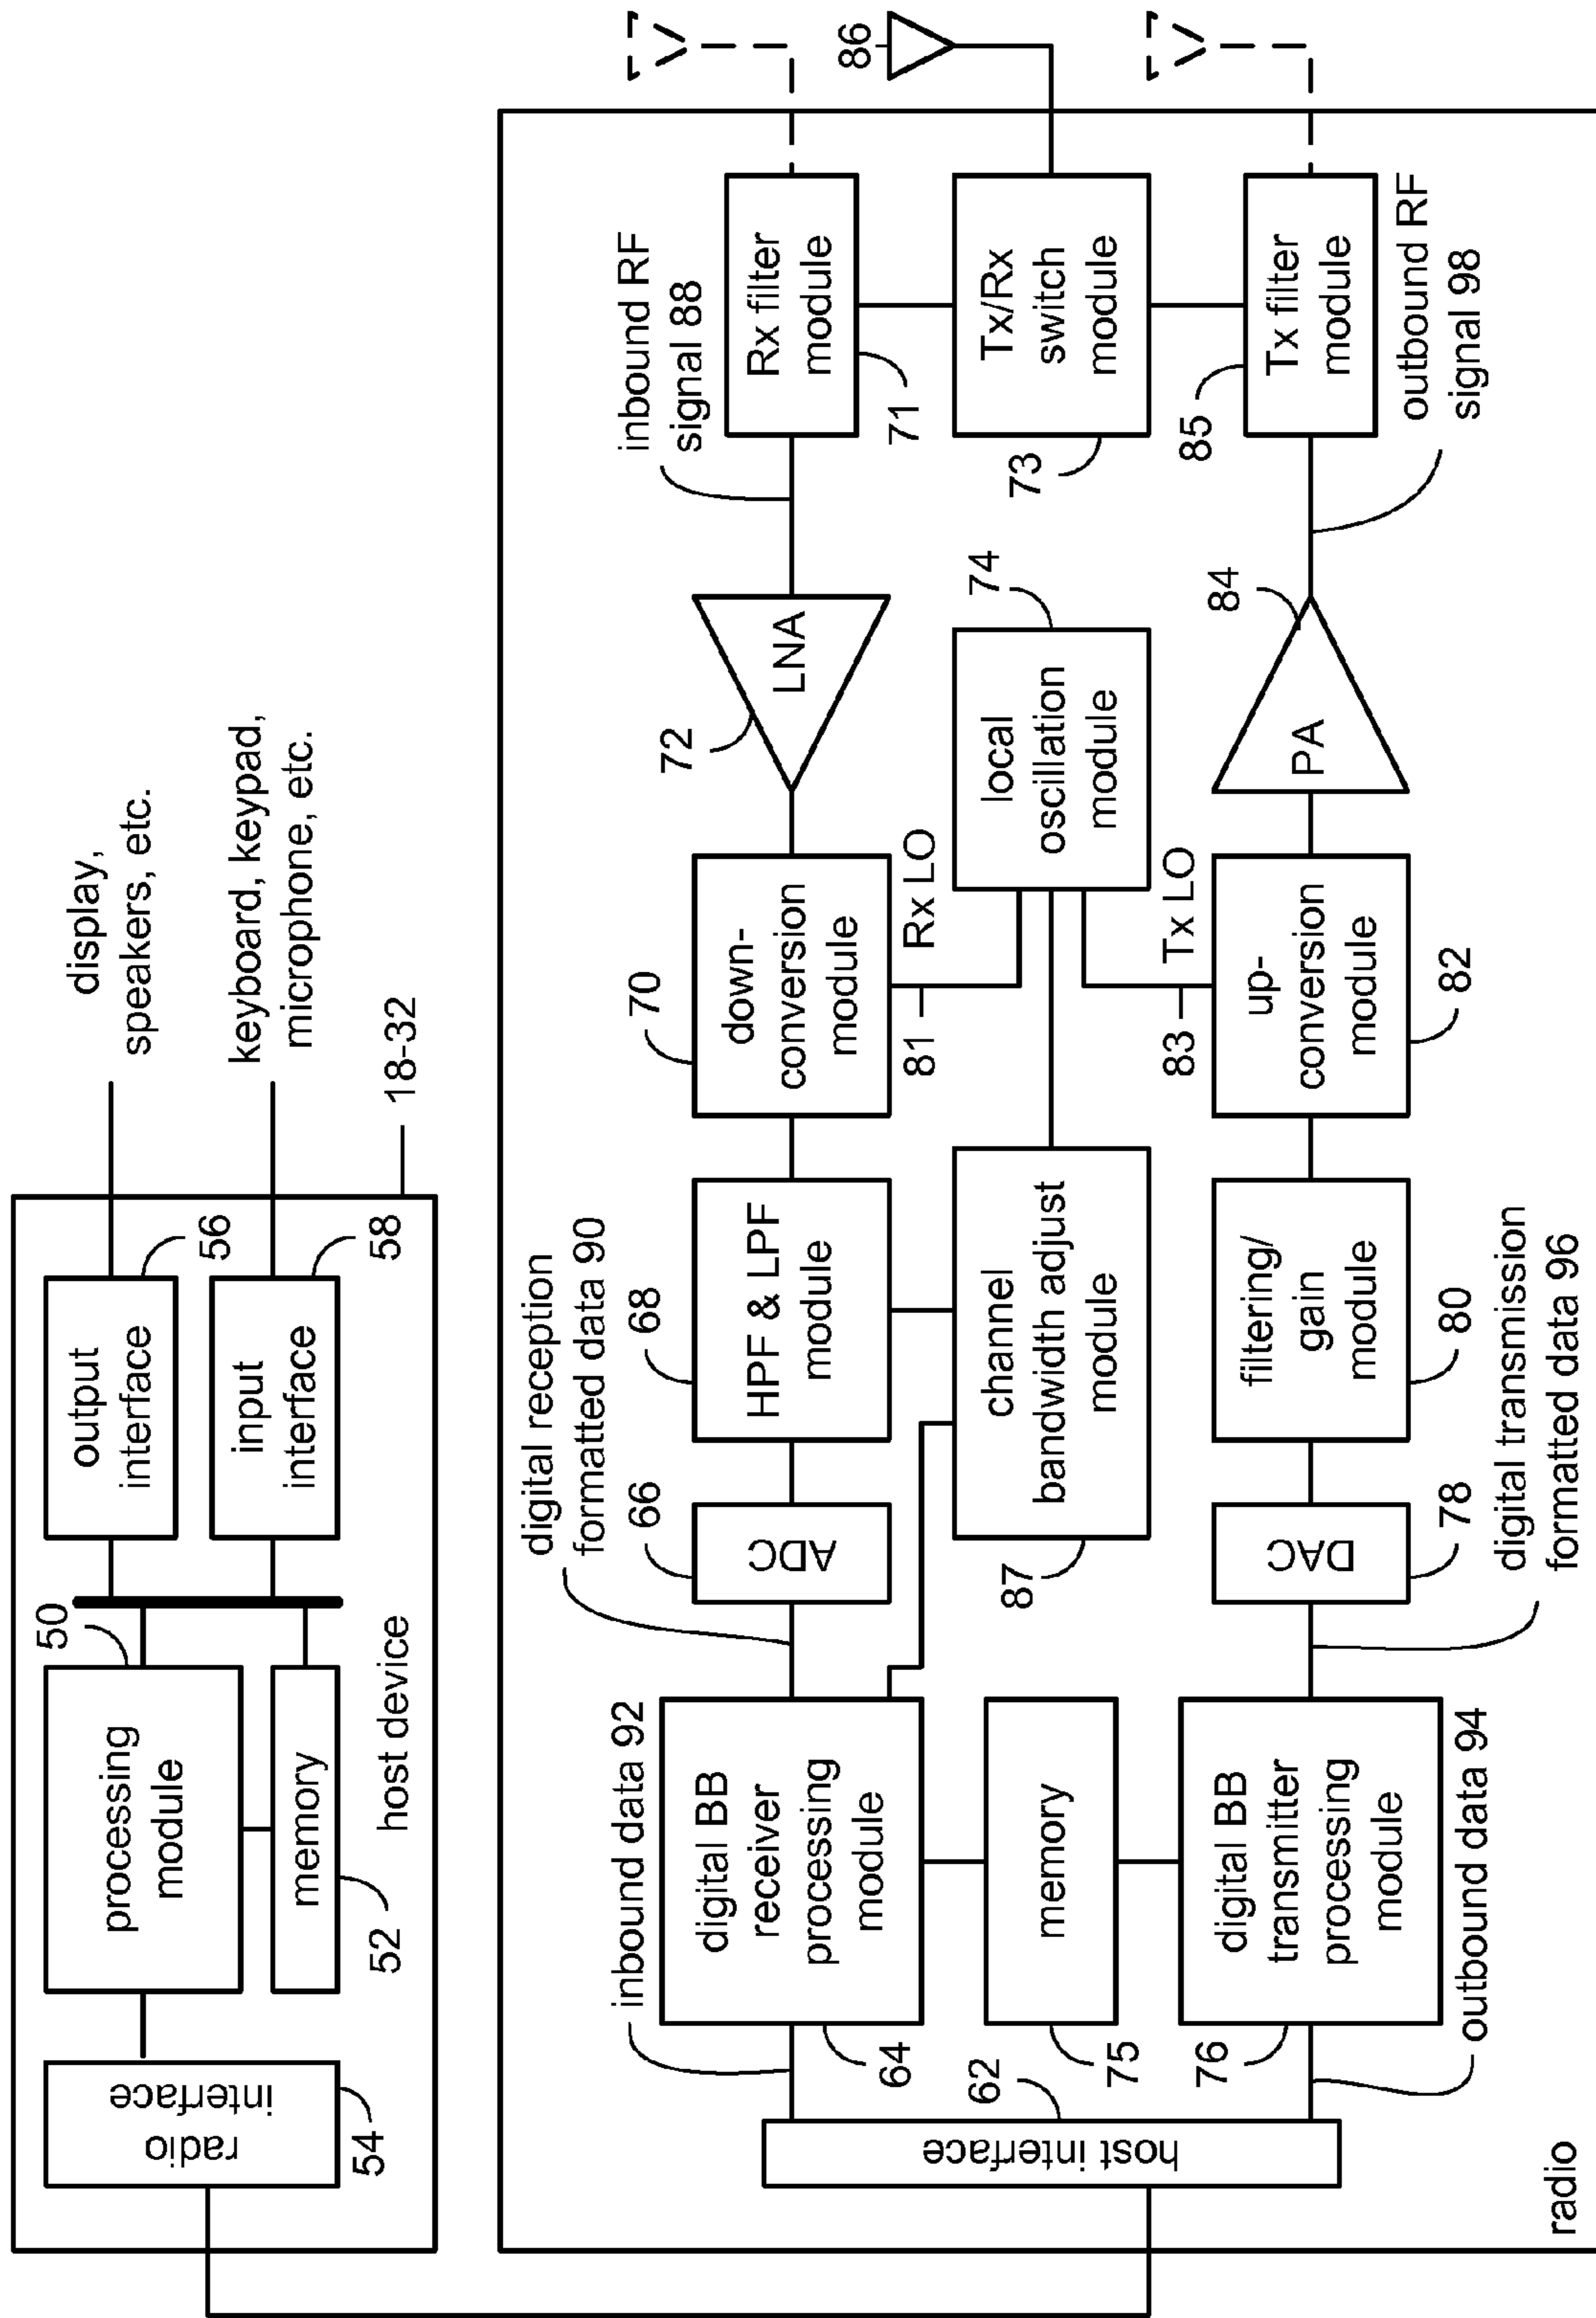 display,
speakers, etc.
keyboard, keypad,
microphone, etc.
18-32
output
interface
56
input
interface
58
50
processing
module
memory
52
host device
radio
interface
54
inbound RF
signal 88
Rx filter
module
71
86
Tx/Rx
switch
module
73
Tx filter
module
85
outbound RF
signal 98
LNA
72
local
oscillation
module
74
PA
84
down-
conversion
module
70
81
Rx LO
83
Tx LO
up-
conversion
module
82
HPF & LPF
module
68
channel
bandwidth adjust
module
87
filtering/
gain
module
80
digital reception
formatted data 90
ADC
66
DAC
78
digital transmission
formatted data 96
inbound data 92
digital BB
receiver
processing
module
64
memory
75
digital BB
transmitter
processing
module
76
outbound data 94
host interface
62
radio